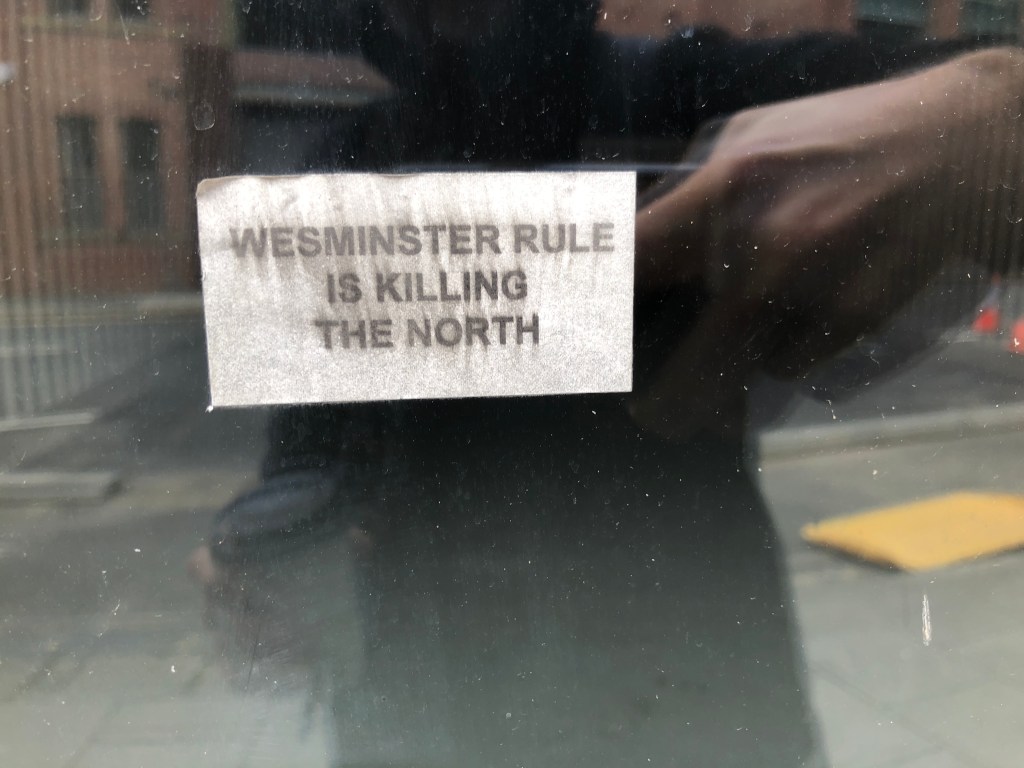 WESMINSTER RULE
IS KILLING
THE NORTH